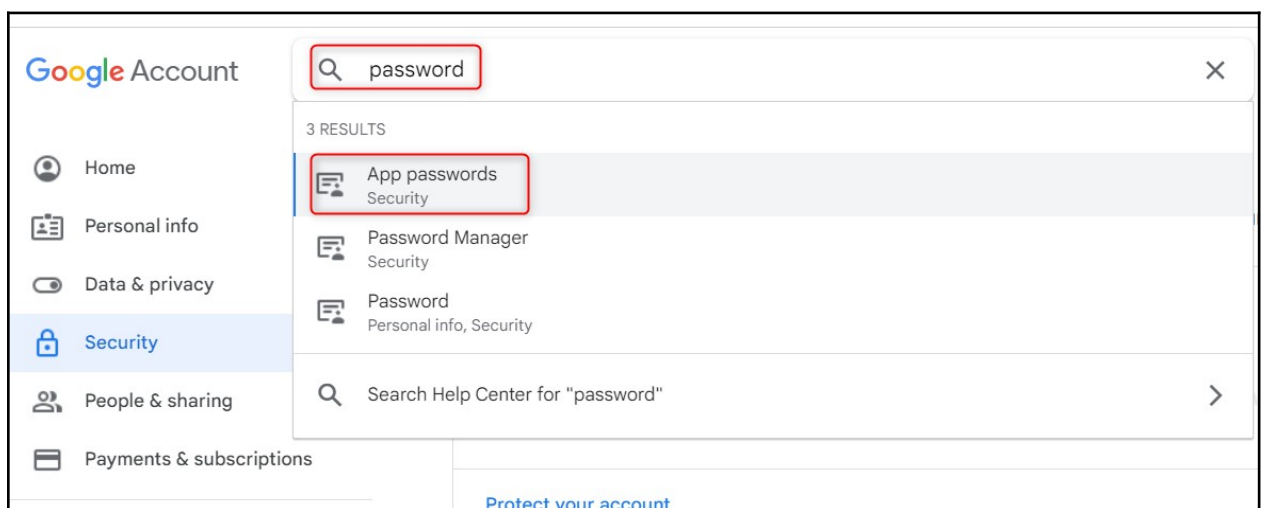 Google Account
password
3 RESULTS
Home
App passwords
Security
Personal info
Password Manager
Security
Data & privacy
Password
Personal info, Security
Security
People & sharing
Search Help Center for "password"
Payments & subscriptions
Protect your account